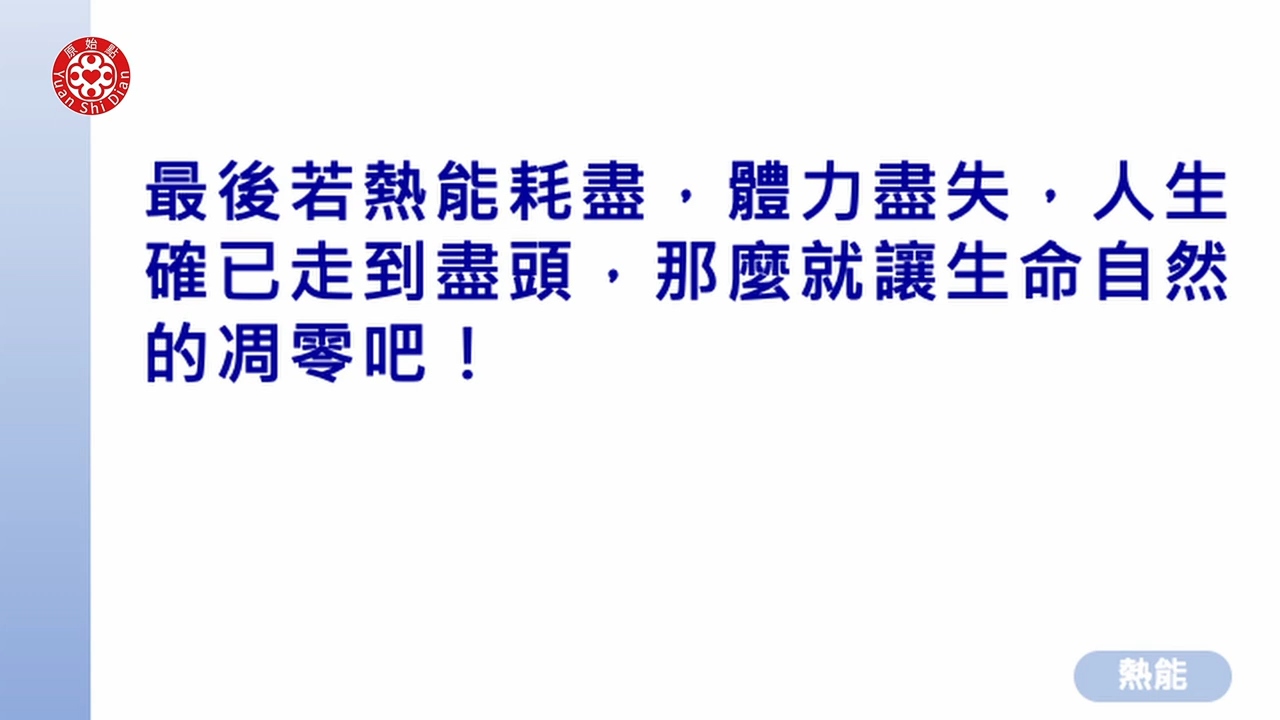 原始點
Yuan Shi Dian
最後若熱能耗盡，體力盡失，人生
確已走到盡頭，那麼就讓生命自然
的凋零吧！
熱能